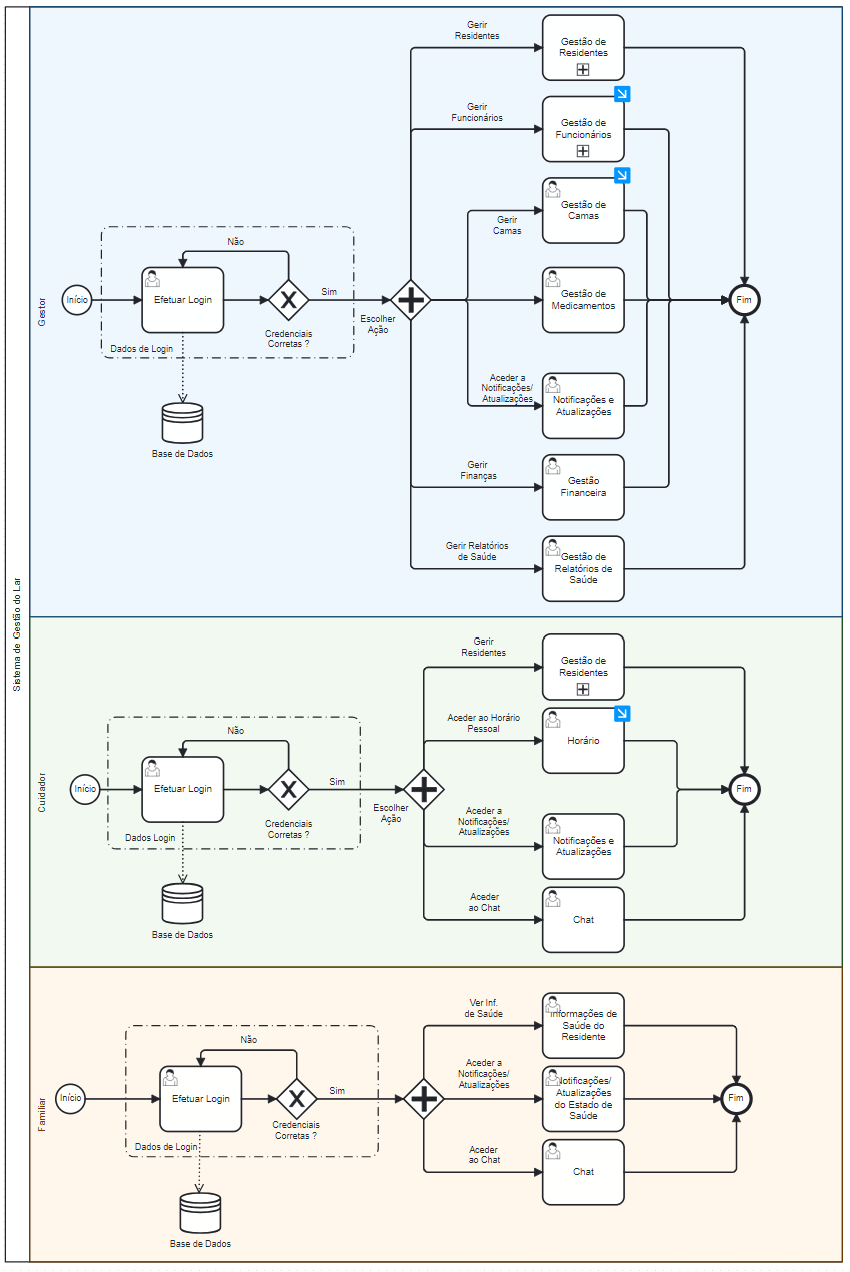 Sistema de Gestão do Lar
Gestor
Início
Efetuar Login
Não
Sim
Credenciais
Corretas ?
Dados de Login
Base de Dados
Escolher
Ação
Gerir
Residentes
Gestão de
Residentes
Gerir
Funcionários
Gestão de
Funcionários
Gerir
Camas
Gestão de
Camas
Gestão de
Medicamentos
Aceder a
Notificações/
Atualizações
Notificações e
Atualizações
Gerir
Finanças
Gestão
Financeira
Gerir Relatórios
de Saúde
Gestão de
Relatórios de
Saúde
Fim
Cuidador
Início
Efetuar Login
Não
Sim
Credenciais
Corretas ?
Dados Login
Base de Dados
Escolher
Ação
Gerir
Residentes
Gestão de
Residentes
Aceder ao Horário
Pessoal
Horário
Aceder a
Notificações/
Atualizações
Notificações e
Atualizações
Aceder
ao Chat
Chat
Fim
Familiar
Início
Efetuar Login
Não
Sim
Credenciais
Corretas ?
Dados de Login
Base de Dados
Ver Inf.
de Saúde
Informações de
Saúde do
Residente
Aceder a
Notificações/
Atualizações
Notificações/
Atualizações
do Estado de
Saúde
Aceder
ao Chat
Chat
Fim